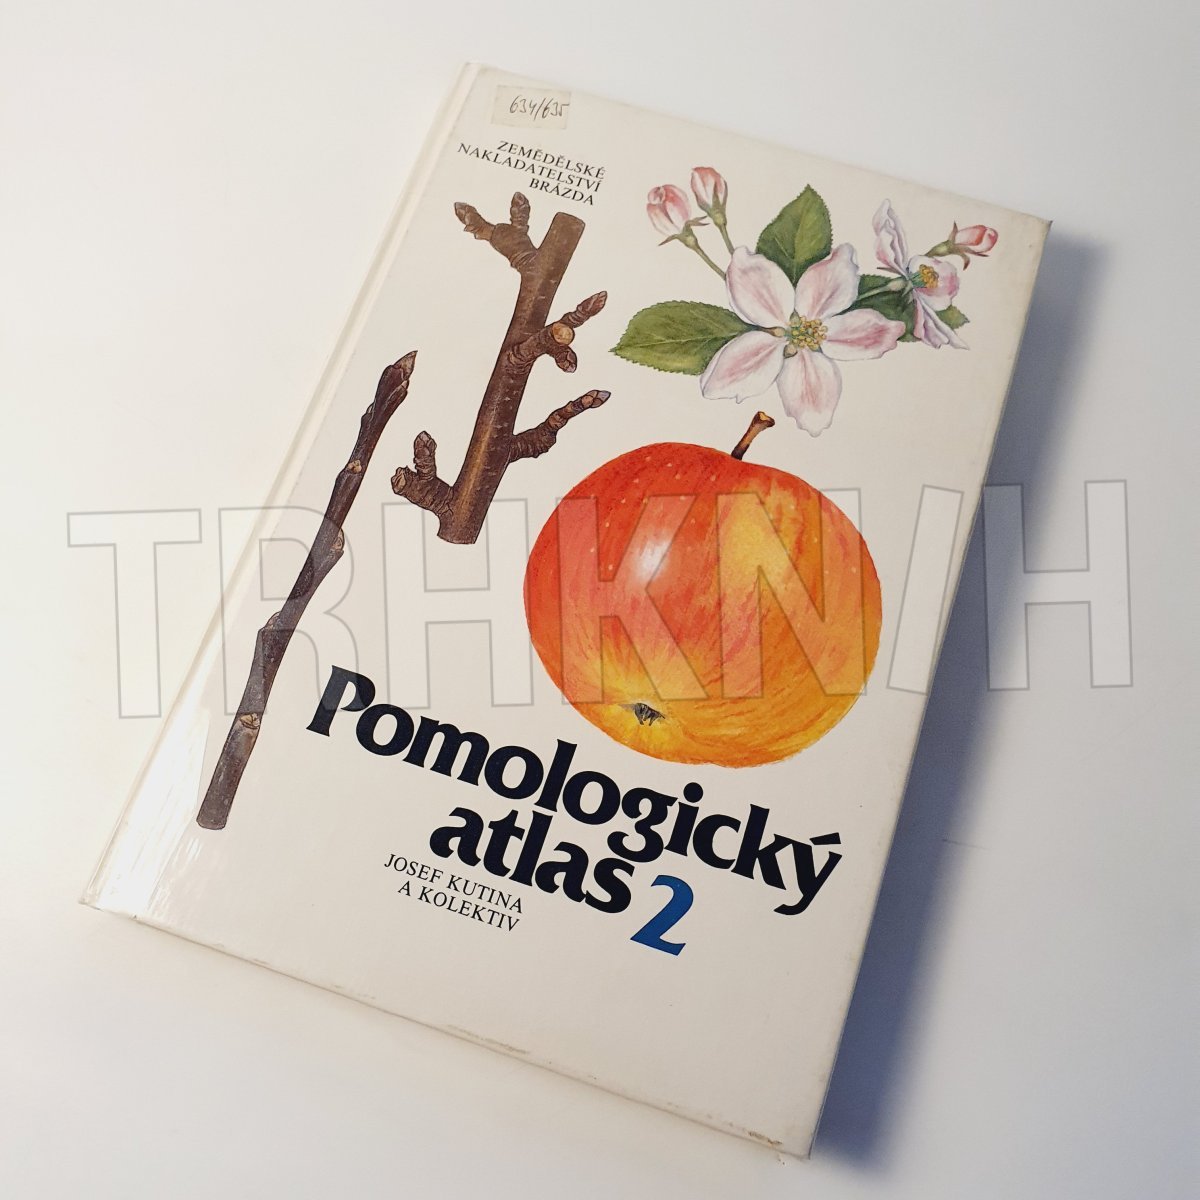 634/635
ZEMĚDĚLSKÉ
NAKLADATELSTVÍ
BRÁZDA
TRHKNIH
Pomologický
atlas 2
JOSEF KUTINA
A KOLEKTIV